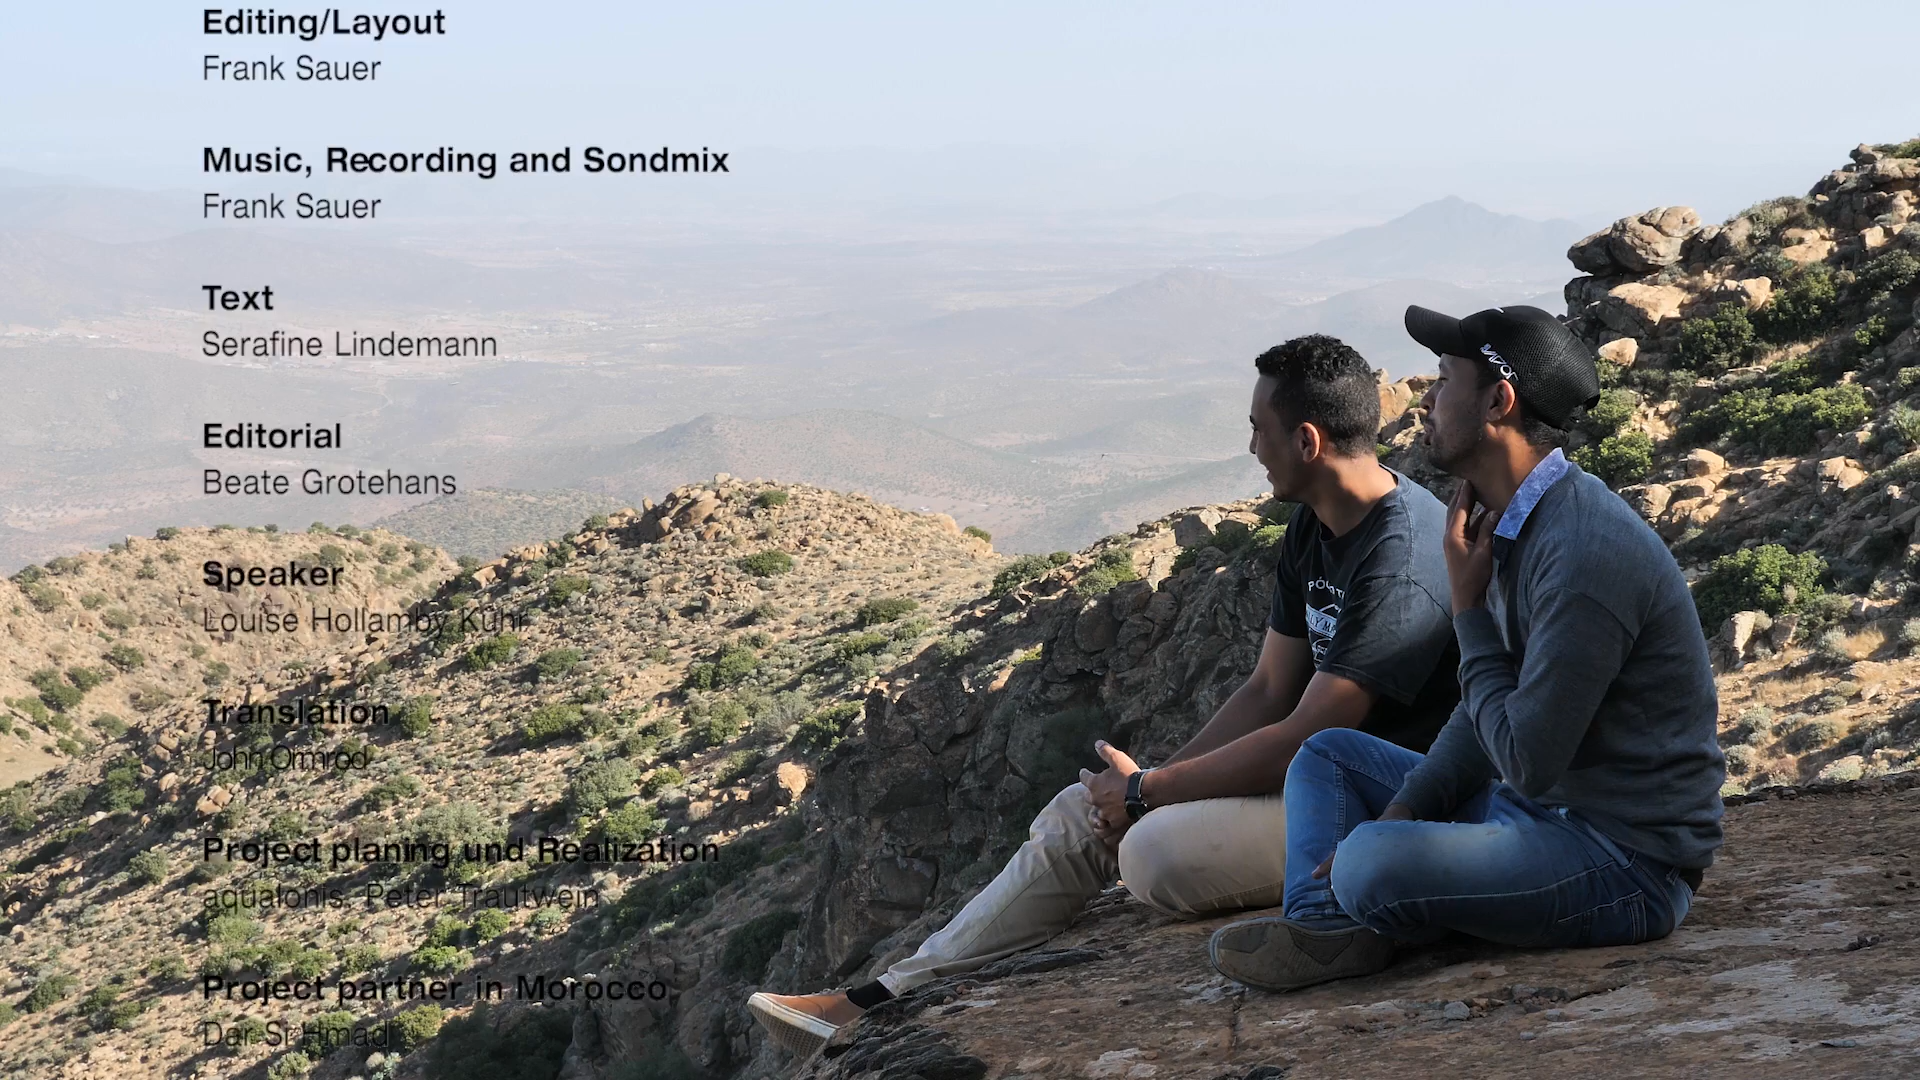 Editing/Layout
Frank Sauer
Music, Recording and Sondmix
Frank Sauer
Text
Serafine Lindemann
Editorial
Beate Grotehans
Speaker
Louise Hollamby Kühr
Translation
John Ormrod
Project planing und Realization
aqualonis. Peter Trautwein
Project partner in Morocco
Dar Si Hmad